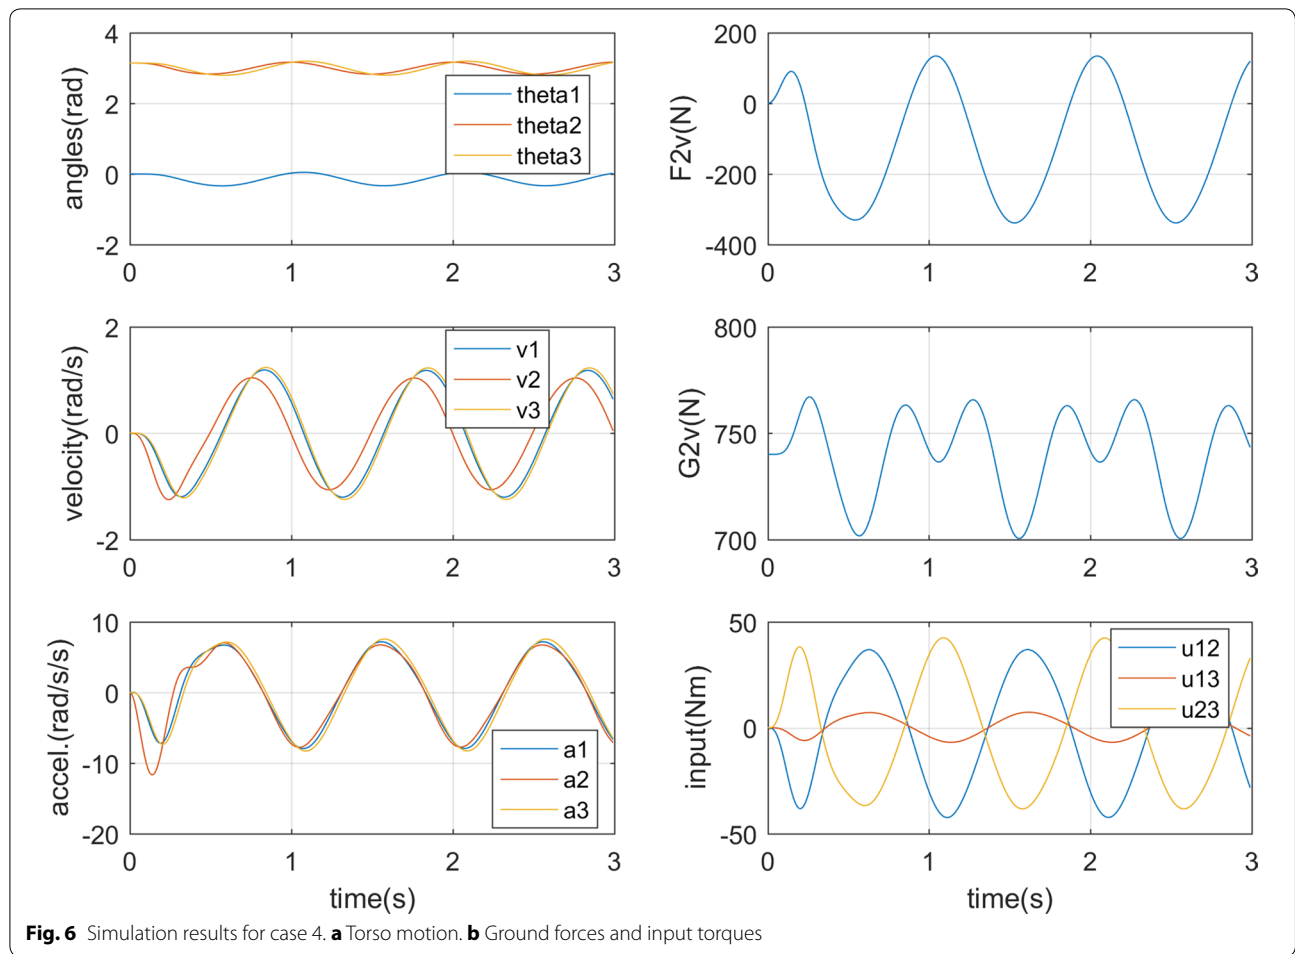 4
2
0
-2
angles(rad)
theta1
theta2
theta3
0 1 2 3
200
0
-200
-400
F2v(N)
0 1 2 3
2
0
-2
velocity(rad/s)
v1
v2
v3
0 1 2 3
800
750
700
G2v(N)
0 1 2 3
10
0
-10
-20
accel.(rad/s/s)
a1
a2
a3
0 1 2 3
time(s)
50
0
-50
input(Nm)
u12
u13
u23
0 1 2 3
time(s)
Fig. 6 Simulation results for case 4. a Torso motion. b Ground forces and input torques